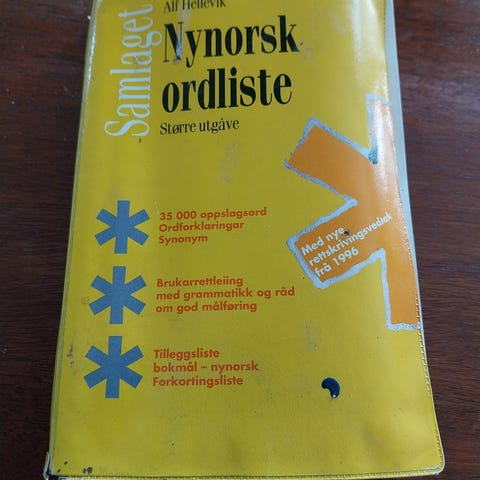 Alf Hellevik
Samlaget
Nynorsk
ordliste
Større utgåve
35 000 oppslagsord
Ordforklaringar
Synonym
Med nye
rettskrivingsvedtak
frå 1996
Brukarrettleiing
med grammatikk og råd
om god målføring
Tilleggsliste
bokmål – nynorsk
Forkortingsliste